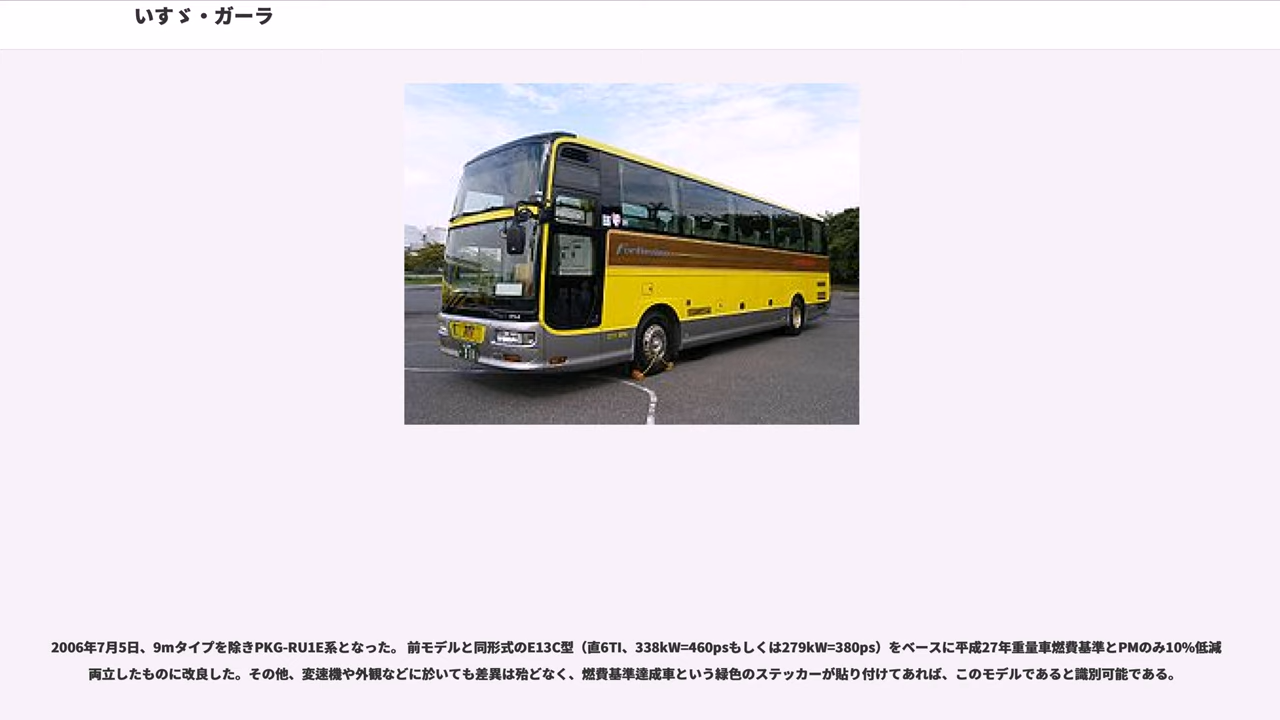 いすゞ・ガーラ
2006年7月5日、9mタイプを除きPKG-RU1E系となった。 前モデルと同形式のE13C型（直6TI、338kW=460psもしくは279kW=380ps）をベースに平成27年重量車燃費基準とPMのみ10%低減
両立したものに改良した。その他、変速機や外観などに於いても差異は殆どなく、燃費基準達成車という緑色のステッカーが貼り付けてあれば、このモデルであると識別可能である。